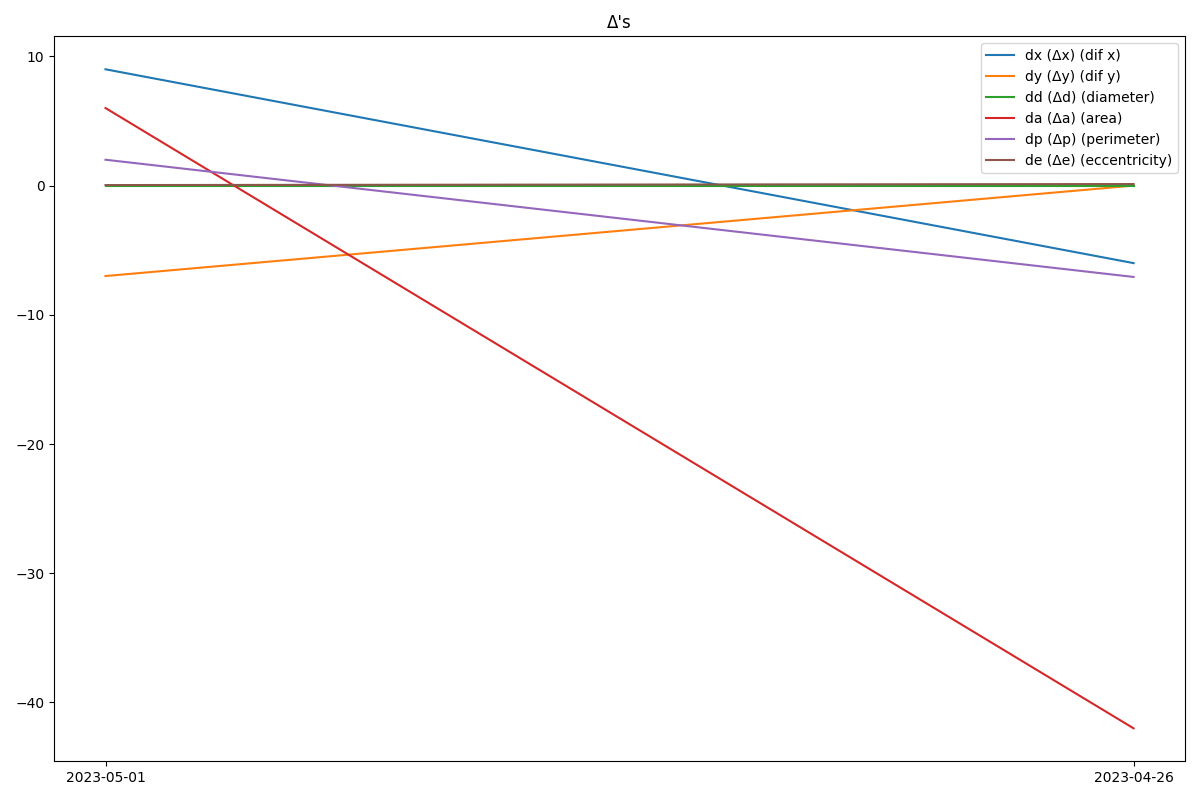 Δ's
dx (Δx) (dif x)
dy (Δy) (dif y)
dd (Δd) (diameter)
da (Δa) (area)
dp (Δp) (perimeter)
de (Δe) (eccentricity)
10
0
−10
−20
−30
−40
2023-05-01
2023-04-26